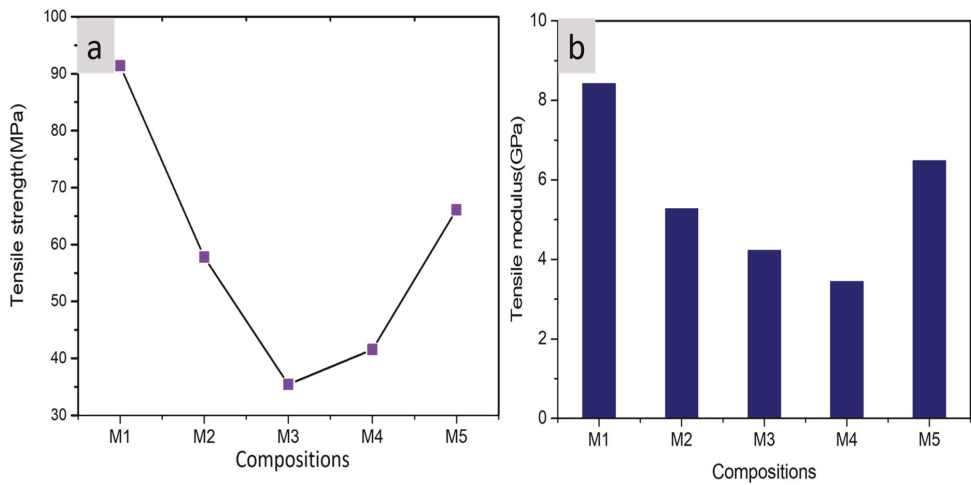 a
Tensile strength(MPa)
100
90
80
70
60
50
40
30
M1 M2 M3 M4 M5
Compositions
b
Tensile modulus(GPa)
10
8
6
4
2
0
M1 M2 M3 M4 M5
Compositions